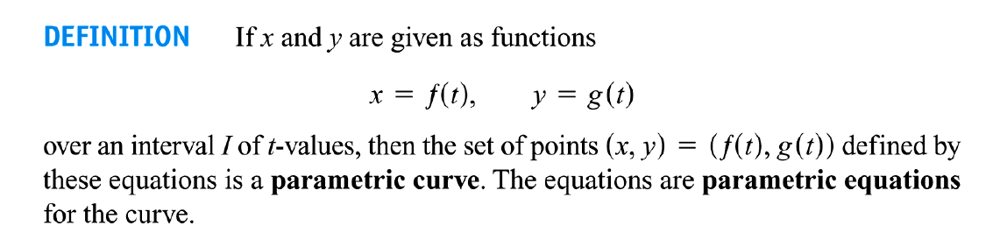 DEFINITION If x and y are given as functions
x = f(t), y = g(t)
over an interval I of t-values, then the set of points (x, y) = (f(t), g(t)) defined by
these equations is a parametric curve. The equations are parametric equations
for the curve.